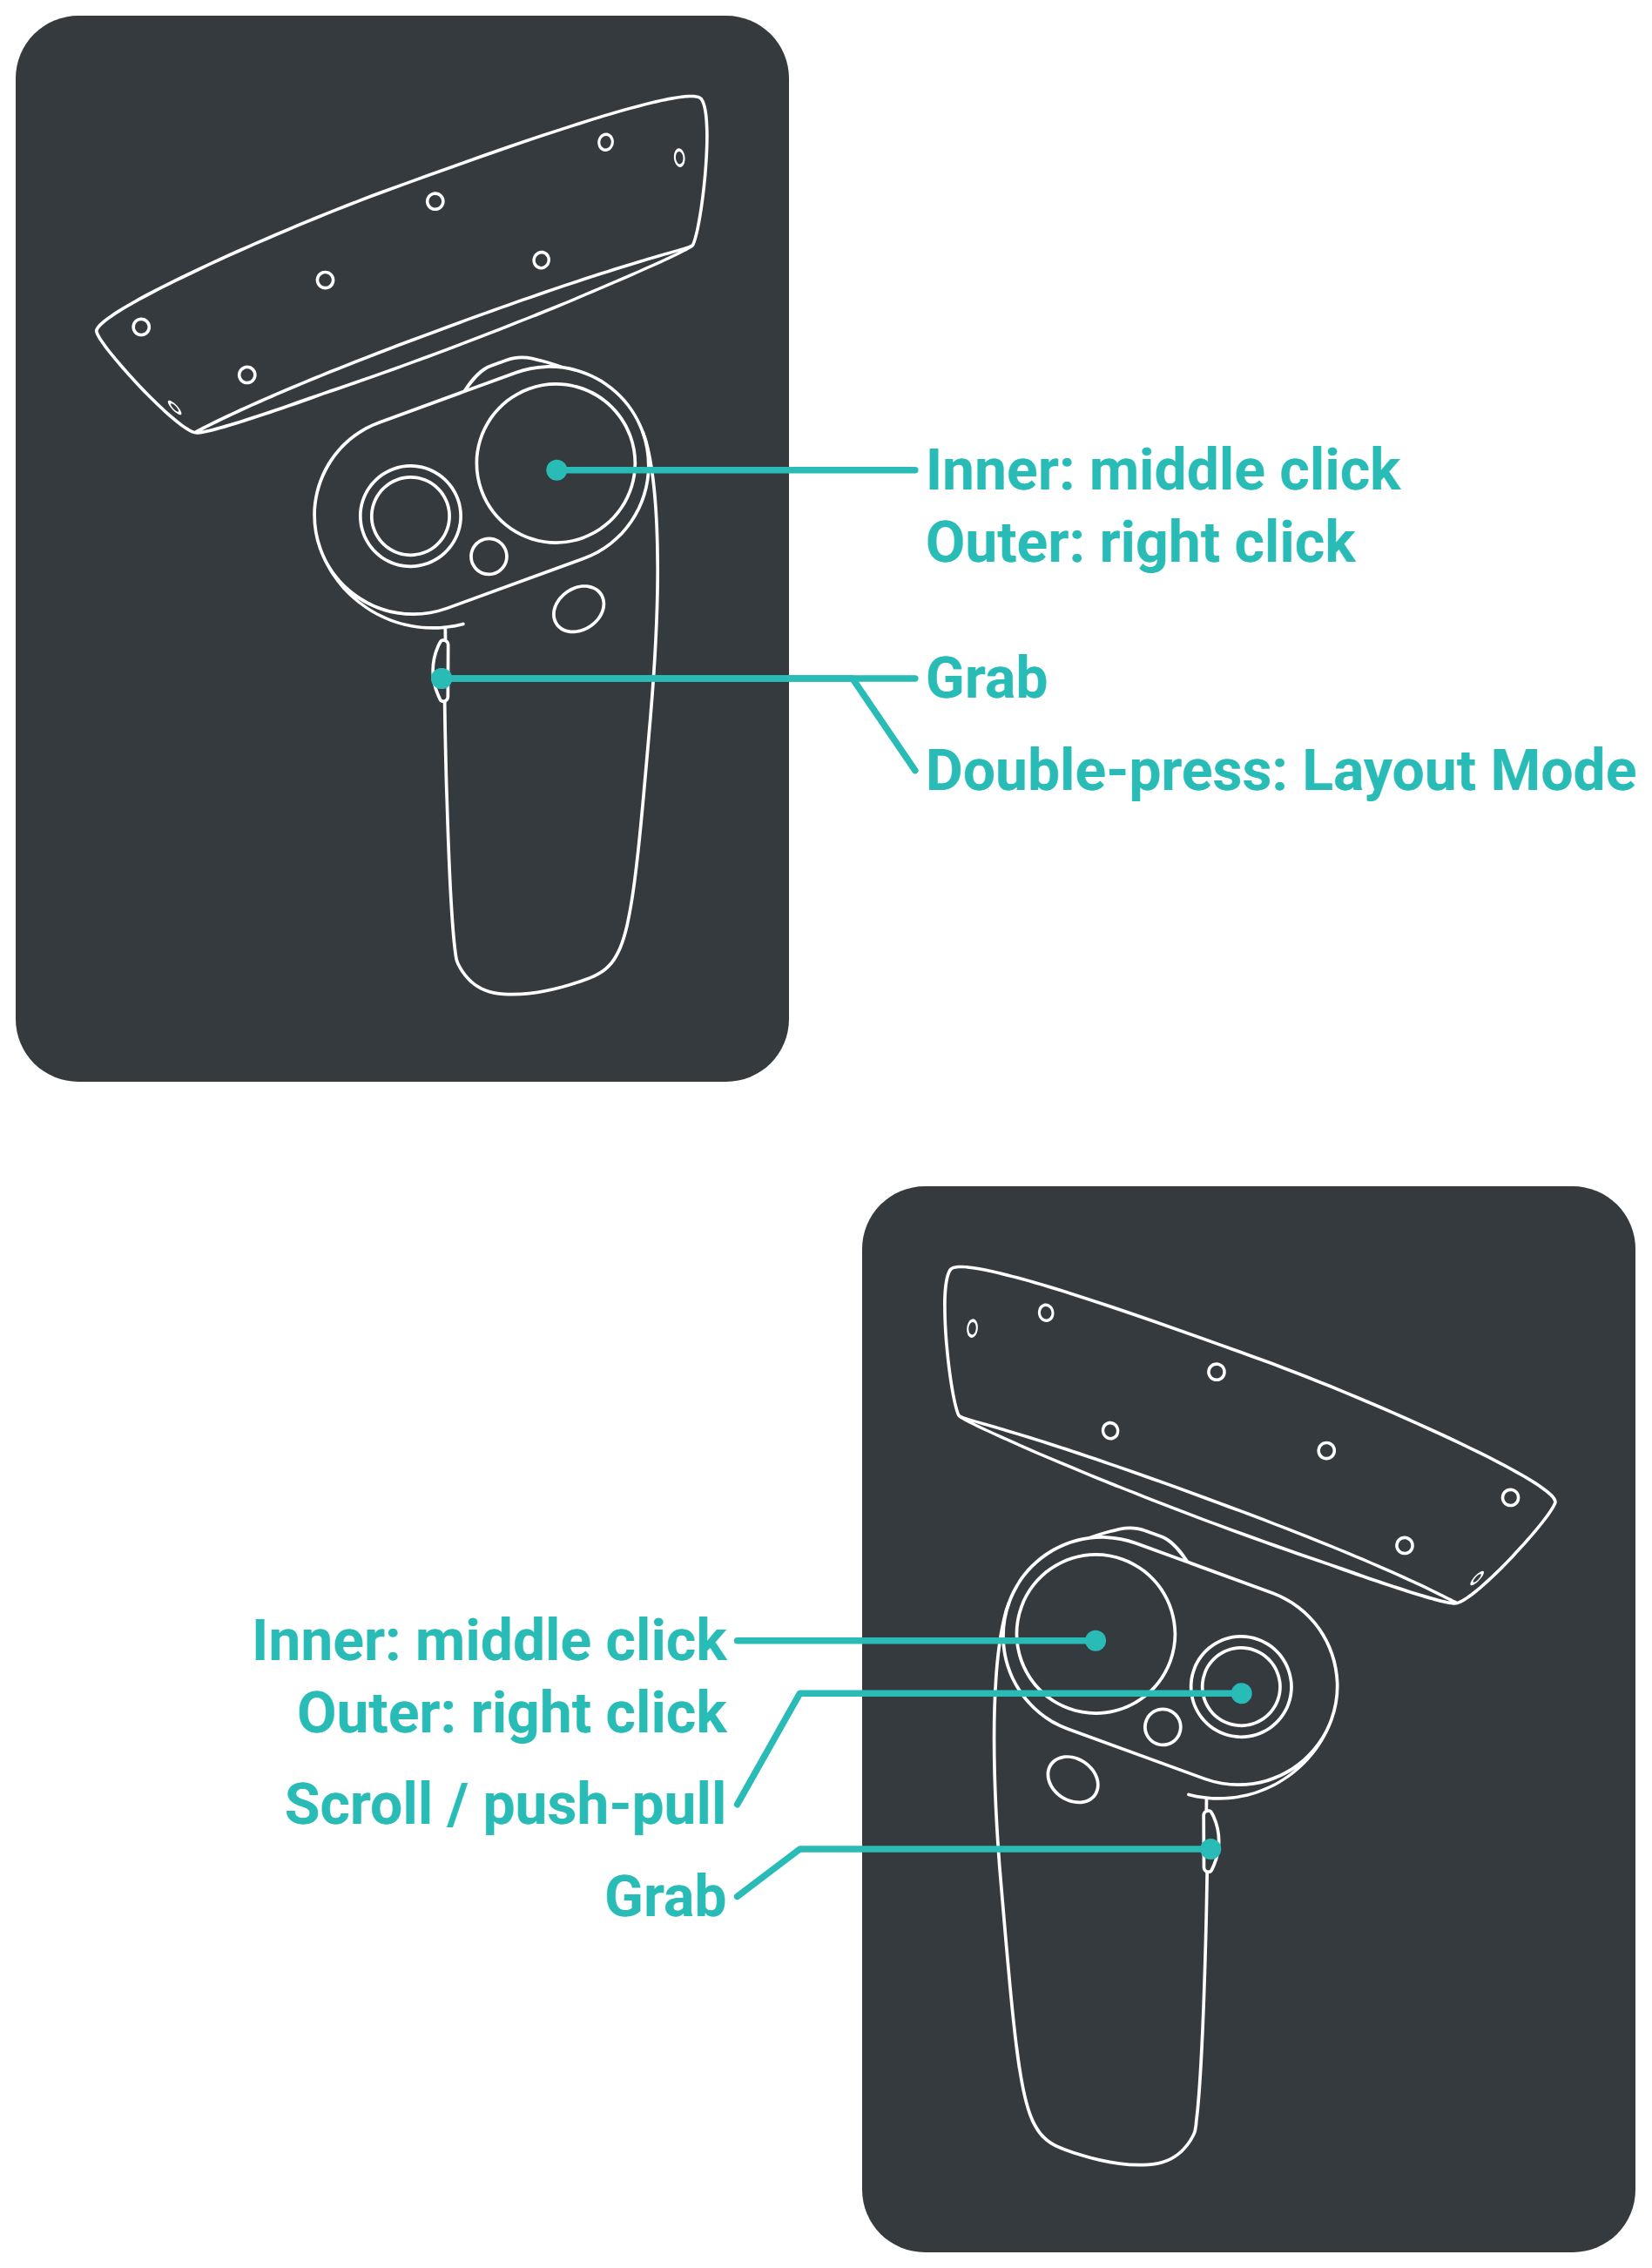 Inner: middle click
Outer: right click
Grab
Double-press: Layout Mode
Inner: middle click
Outer: right click
Scroll / push-pull
Grab